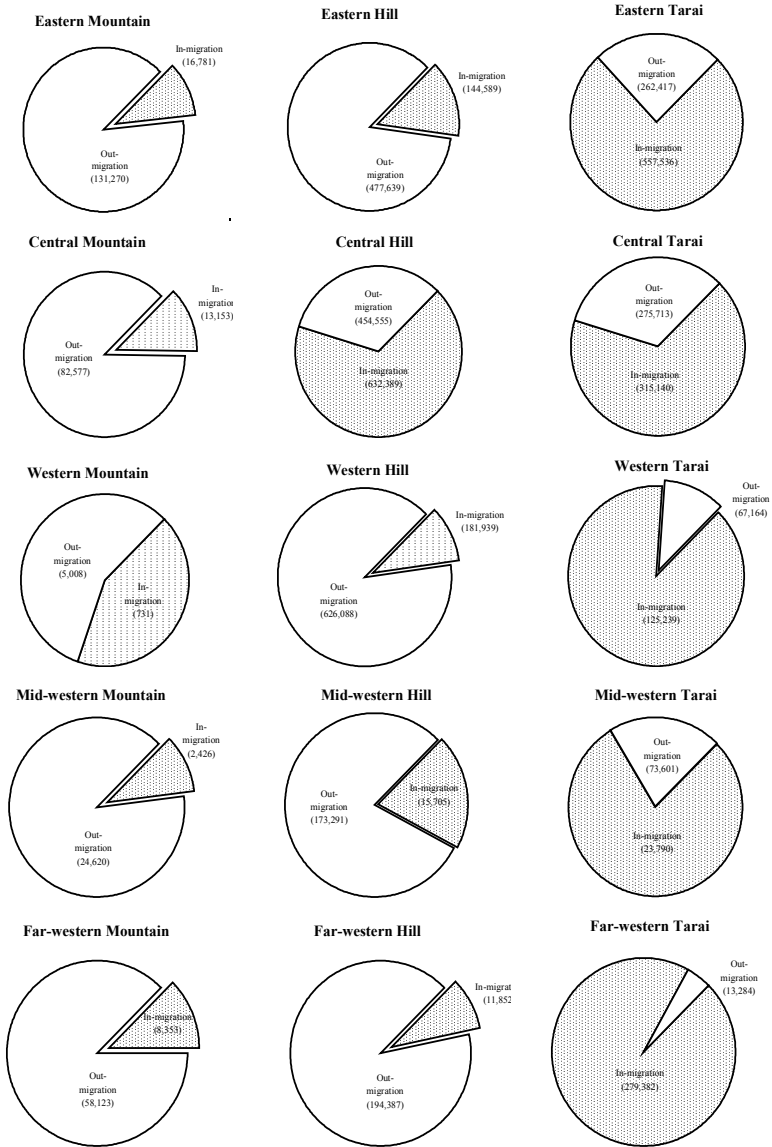 Eastern Mountain
In-migration
(16,781)
Out-
migration
(131,270)
Eastern Hill
In-migration
(144,589)
Out-
migration
(477,639)
Eastern Tarai
Out-
migration
(262,417)
In-migration
(557,536)
Central Mountain
In-
migration
(13,153)
Out-
migration
(82,577)
Central Hill
Out-
migration
(454,555)
In-migration
(632,389)
Central Tarai
Out-
migration
(275,713)
In-migration
(315,140)
Western Mountain
Out-
migration
(5,008)
In-
migration
(731)
Western Hill
In-migration
(181,939)
Out-
migration
(626,088)
Western Tarai
Out-
migration
(67,164)
In-migration
(125,239)
Mid-western Mountain
In-
migration
(2,426)
Out-
migration
(24,620)
Mid-western Hill
Out-
migration
(173,291)
In-migration
(15,705)
Mid-western Tarai
Out-
migration
(73,601)
In-migration
(23,790)
Far-western Mountain
In-migration
(8,353)
Out-
migration
(58,123)
Far-western Hill
In-migrat
(11,852
Out-
migration
(194,387)
Far-western Tarai
Out-
migration
(13,284)
In-migration
(279,382)